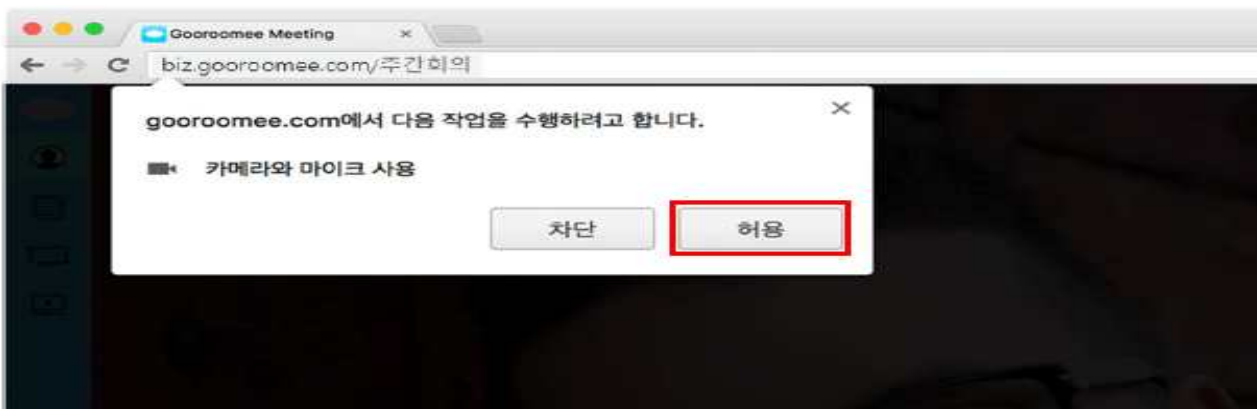 Gooroomee Meeting
biz.gooroomee.com/주간회의
gooroomee.com에서 다음 작업을 수행하려고 합니다.
카메라와 마이크 사용
차단 허용